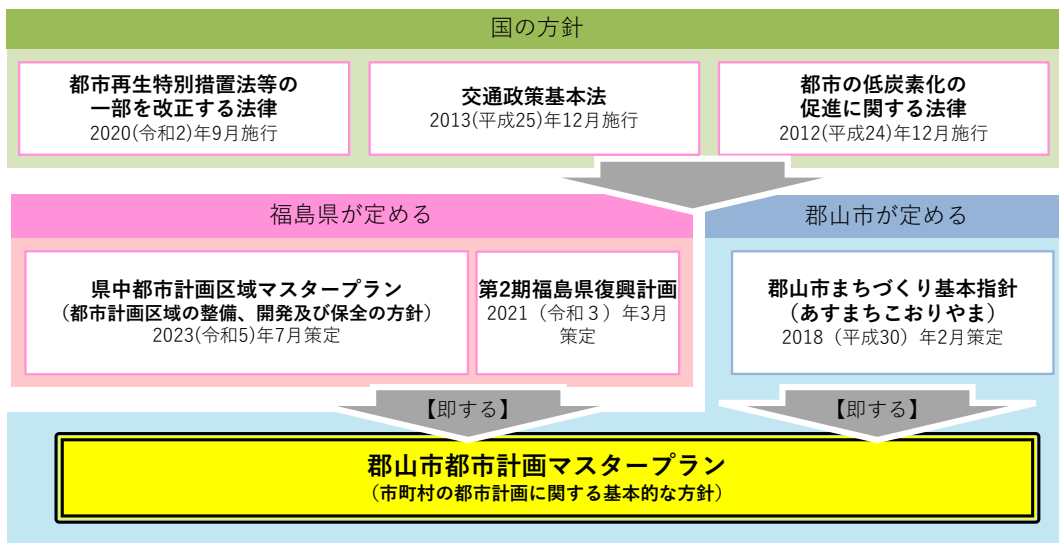 国の方針
都市再生特別措置法等の
一部を改正する法律
2020(令和2)年9月施行
交通政策基本法
2013(平成25)年12月施行
都市の低炭素化の
促進に関する法律
2012(平成24)年12月施行
福島県が定める
県中都市計画区域マスタープラン
（都市計画区域の整備、開発及び保全の方針）
2023(令和5)年7月策定
第2期福島県復興計画
2021（令和３）年3月
策定
郡山市が定める
郡山市まちづくり基本指針
（あすまちこおりやま）
2018（平成30）年2月策定
【即する】
【即する】
郡山市都市計画マスタープラン
（市町村の都市計画に関する基本的な方針）